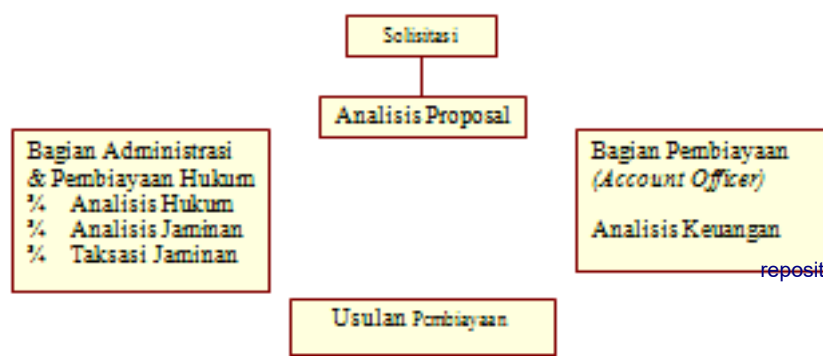 Solisitasi
Analisis Proposal
Bagian Administrasi
& Pembiayaan Hukum
¾ Analisis Hukum
¾ Analisis Jaminan
¾ Taksasi Jaminan
Bagian Pembiayaan
(Account Officer)
Analisis Keuangan
reposit
Usulan Pembiayaan